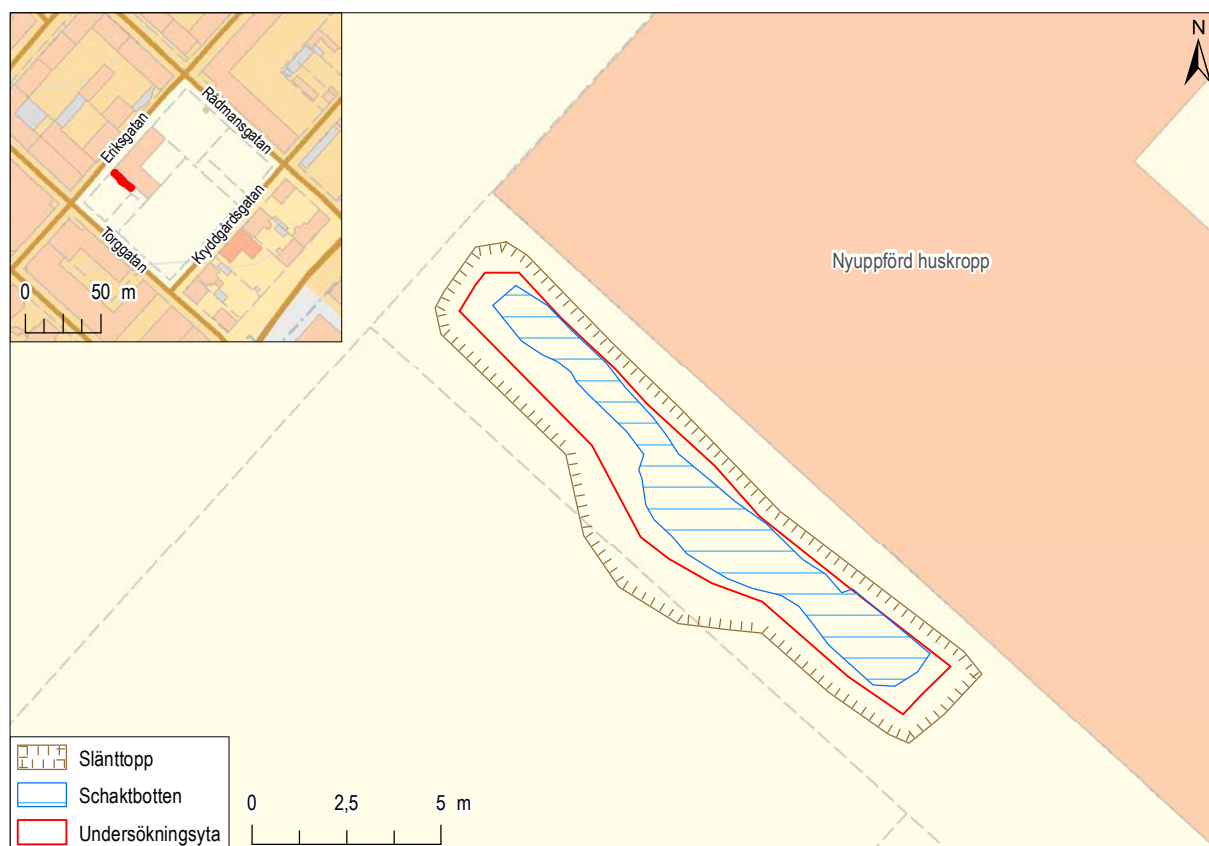 N
Rådmansgatan
Eriksgatan
Kryddgårdsgatan
Torggatan
0 50 m
Nyuppförd huskropp
Slänttopp
Schaktbotten
Undersökningsyta
0 2,5 5 m